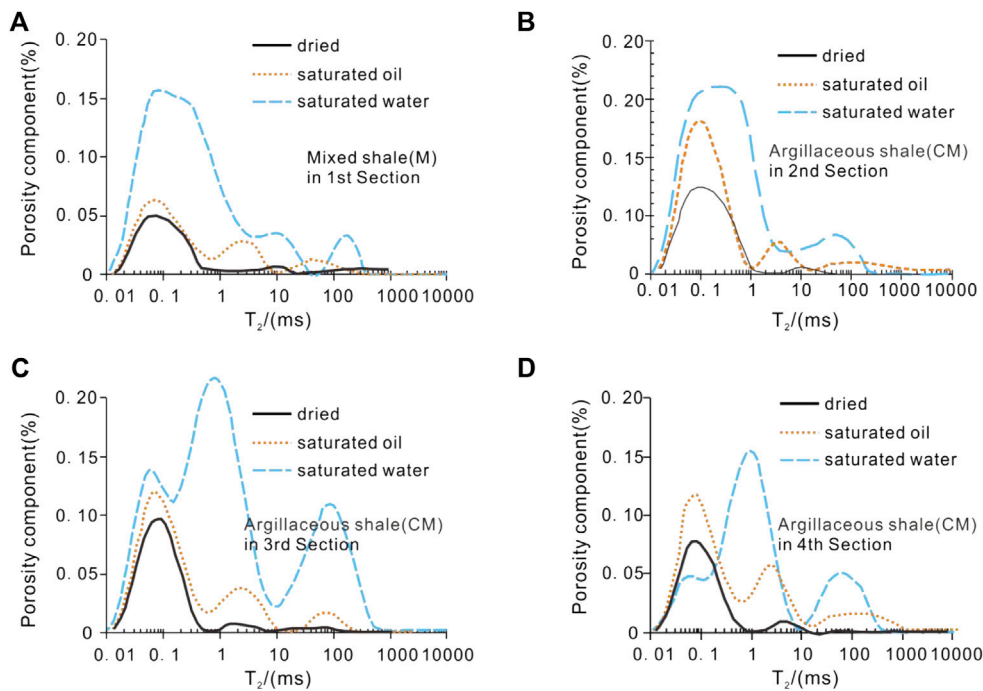 A
Porosity component(%)
0. 20
0. 15
0. 10
0. 05
0
dried
saturated oil
saturated water
Mixed shale(M)
in 1st Section
0. 01 0. 1 1 10 100 1000 10000
T2/(ms)
B
Porosity component(%)
0. 20
0. 20
0. 15
0. 10
0
dried
saturated oil
saturated water
Argillaceous shale(CM)
in 2nd Section
0. 01 0. 1 1 10 100 1000 10000
T2/(ms)
C
Porosity component(%)
0. 20
0. 15
0. 10
0. 05
0
dried
saturated oil
saturated water
Argillaceous shale(CM)
in 3rd Section
0. 01 0. 1 1 10 100 1000 10000
T2/(ms)
D
Porosity component(%)
0. 20
0. 15
0. 10
0. 05
0
dried
saturated oil
saturated water
Argillaceous shale(CM)
in 4th Section
0. 01 0. 1 1 10 100 1000 10000
T2/(ms)